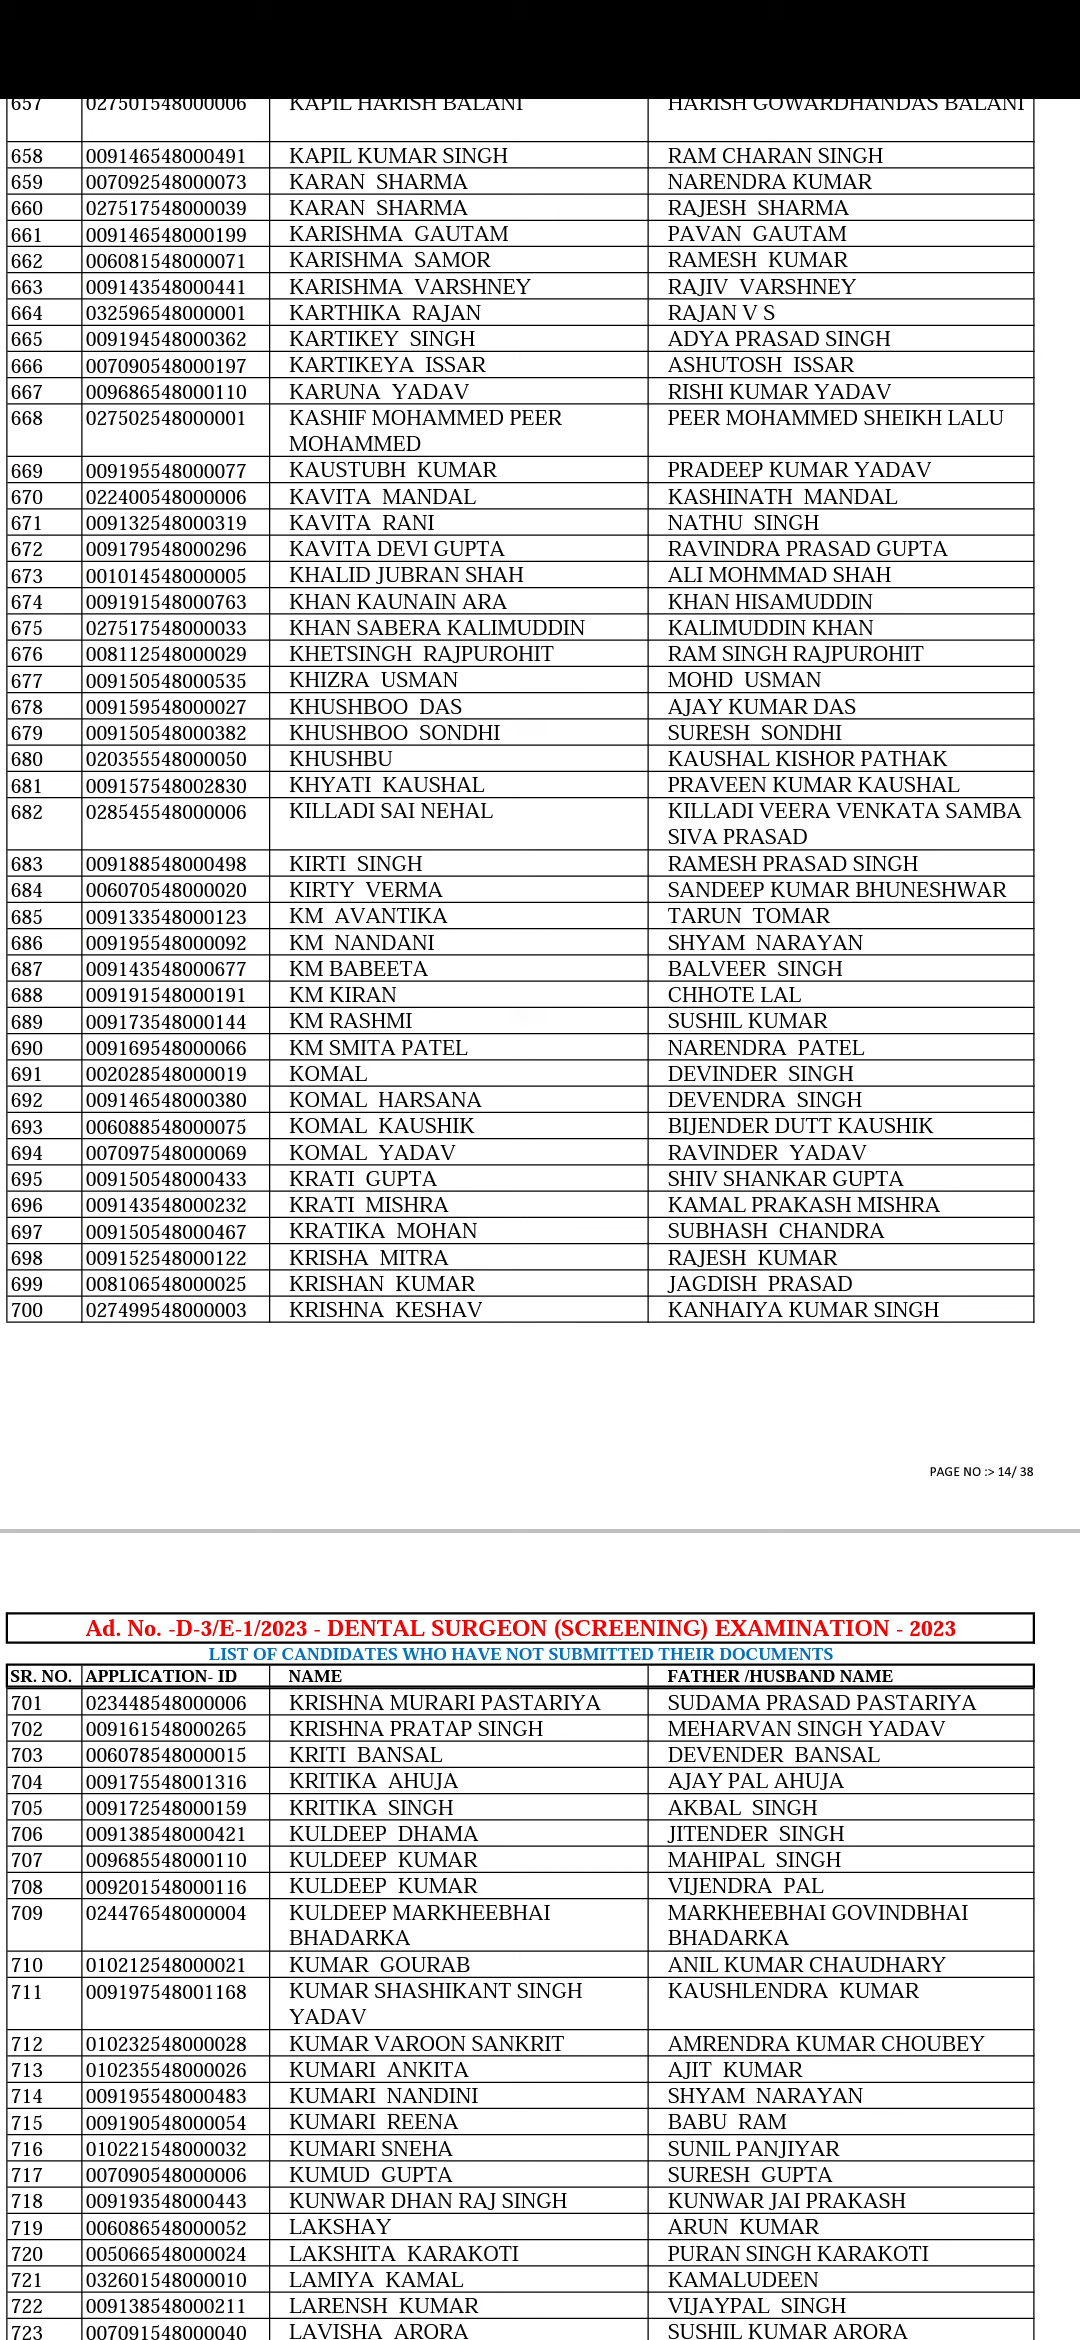 657 027501548000006 KAPIL HARISH BALANI HARISH GOWARDHANDAS BALANI
658 009146548000491 KAPIL KUMAR SINGH RAM CHARAN SINGH
659 007092548000073 KARAN SHARMA NARENDRA KUMAR
660 027517548000039 KARAN SHARMA RAJESH SHARMA
661 009146548000199 KARISHMA GAUTAM PAVAN GAUTAM
662 006081548000071 KARISHMA SAMOR RAMESH KUMAR
663 009143548000441 KARISHMA VARSHNEY RAJIV VARSHNEY
664 032596548000001 KARTHIKA RAJAN RAJAN V S
665 009194548000362 KARTIKEY SINGH ADYA PRASAD SINGH
666 007090548000197 KARTIKEYA ISSAR ASHUTOSH ISSAR
667 009686548000110 KARUNA YADAV RISHI KUMAR YADAV
668 027502548000001 KASHIF MOHAMMED PEER PEER MOHAMMED SHEIKH LALU
MOHAMMED
669 009195548000077 KAUSTUBH KUMAR PRADEEP KUMAR YADAV
670 022400548000006 KAVITA MANDAL KASHINATH MANDAL
671 009132548000319 KAVITA RANI NATHU SINGH
672 009179548000296 KAVITA DEVI GUPTA RAVINDRA PRASAD GUPTA
673 001014548000005 KHALID JUBRAN SHAH ALI MOHMMAD SHAH
674 009191548000763 KHAN KAUNAIN ARA KHAN HISAMUDDIN
675 027517548000033 KHAN SABERA KALIMUDDIN KALIMUDDIN KHAN
676 008112548000029 KHETSINGH RAJPUROHIT RAM SINGH RAJPUROHIT
677 009150548000535 KHIZRA USMAN MOHD USMAN
678 009159548000027 KHUSHBOO DAS AJAY KUMAR DAS
679 009150548000382 KHUSHBOO SONDHI SURESH SONDHI
680 020355548000050 KHUSHBU KAUSHAL KISHOR PATHAK
681 009157548002830 KHYATI KAUSHAL PRAVEEN KUMAR KAUSHAL
682 028545548000006 KILLADI SAI NEHAL KILLADI VEERA VENKATA SAMBA
SIVA PRASAD
683 009188548000498 KIRTI SINGH RAMESH PRASAD SINGH
684 006070548000020 KIRTY VERMA SANDEEP KUMAR BHUNESHWAR
685 009133548000123 KM AVANTIKA TARUN TOMAR
686 009195548000092 KM NANDANI SHYAM NARAYAN
687 009143548000677 KM BABEETA BALVEER SINGH
688 009191548000191 KM KIRAN CHHOTE LAL
689 009173548000144 KM RASHMI SUSHIL KUMAR
690 009169548000066 KM SMITA PATEL NARENDRA PATEL
691 002028548000019 KOMAL DEVINDER SINGH
692 009146548000380 KOMAL HARSANA DEVENDRA SINGH
693 006088548000075 KOMAL KAUSHIK BIJENDER DUTT KAUSHIK
694 007097548000069 KOMAL YADAV RAVINDER YADAV
695 009150548000433 KRATI GUPTA SHIV SHANKAR GUPTA
696 009143548000232 KRATI MISHRA KAMAL PRAKASH MISHRA
697 009150548000467 KRATIKA MOHAN SUBHASH CHANDRA
698 009152548000122 KRISHA MITRA RAJESH KUMAR
699 008106548000025 KRISHAN KUMAR JAGDISH PRASAD
700 027499548000003 KRISHNA KESHAV KANHAIYA KUMAR SINGH
PAGE NO :> 14/ 38
Ad. No. -D-3/E-1/2023 - DENTAL SURGEON (SCREENING) EXAMINATION - 2023
LIST OF CANDIDATES WHO HAVE NOT SUBMITTED THEIR DOCUMENTS
SR. NO. APPLICATION- ID NAME FATHER /HUSBAND NAME
701 023448548000006 KRISHNA MURARI PASTARIYA SUDAMA PRASAD PASTARIYA
702 009161548000265 KRISHNA PRATAP SINGH MEHARVAN SINGH YADAV
703 006078548000015 KRITI BANSAL DEVENDER BANSAL
704 009175548001316 KRITIKA AHUJA AJAY PAL AHUJA
705 009172548000159 KRITIKA SINGH AKBAL SINGH
706 009138548000421 KULDEEP DHAMA JITENDER SINGH
707 009685548000110 KULDEEP KUMAR MAHIPAL SINGH
708 009201548000116 KULDEEP KUMAR VIJENDRA PAL
709 024476548000004 KULDEEP MARKHEEBHAI MARKHEEBHAI GOVINDBHAI
BHADARKA BHADARKA
710 010212548000021 KUMAR GOURAB ANIL KUMAR CHAUDHARY
711 009197548001168 KUMAR SHASHIKANT SINGH KAUSHLENDRA KUMAR
YADAV
712 010232548000028 KUMAR VAROON SANKRIT AMRENDRA KUMAR CHOUBEY
713 010235548000026 KUMARI ANKITA AJIT KUMAR
714 009195548000483 KUMARI NANDINI SHYAM NARAYAN
715 009190548000054 KUMARI REENA BABU RAM
716 010221548000032 KUMARI SNEHA SUNIL PANJIYAR
717 007090548000006 KUMUD GUPTA SURESH GUPTA
718 009193548000443 KUNWAR DHAN RAJ SINGH KUNWAR JAI PRAKASH
719 006086548000052 LAKSHAY ARUN KUMAR
720 005066548000024 LAKSHITA KARAKOTI PURAN SINGH KARAKOTI
721 032601548000010 LAMIYA KAMAL KAMALUDEEN
722 009138548000211 LARENSH KUMAR VIJAYPAL SINGH
723 007091548000040 LAVISHA ARORA SUSHIL KUMAR ARORA